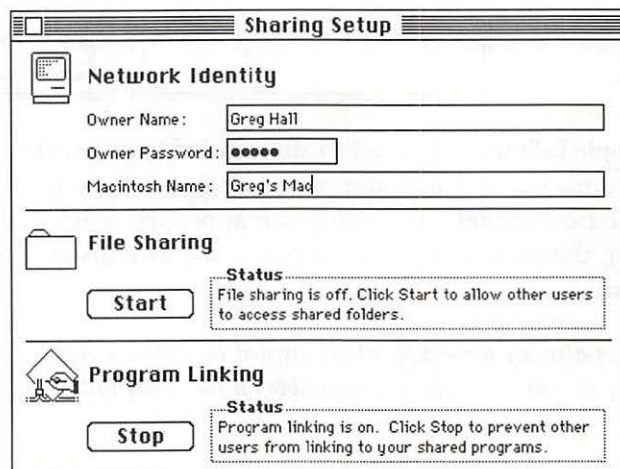 Sharing Setup
Network Identity
Owner Name:
Greg Hall
Owner Password:
●●●●●
Macintosh Name:
Greg's Mac
File Sharing
Status
Start
File sharing is off. Click Start to allow other users
to access shared folders.
Program Linking
Status
Stop
Program linking is on. Click Stop to prevent other
users from linking to your shared programs.